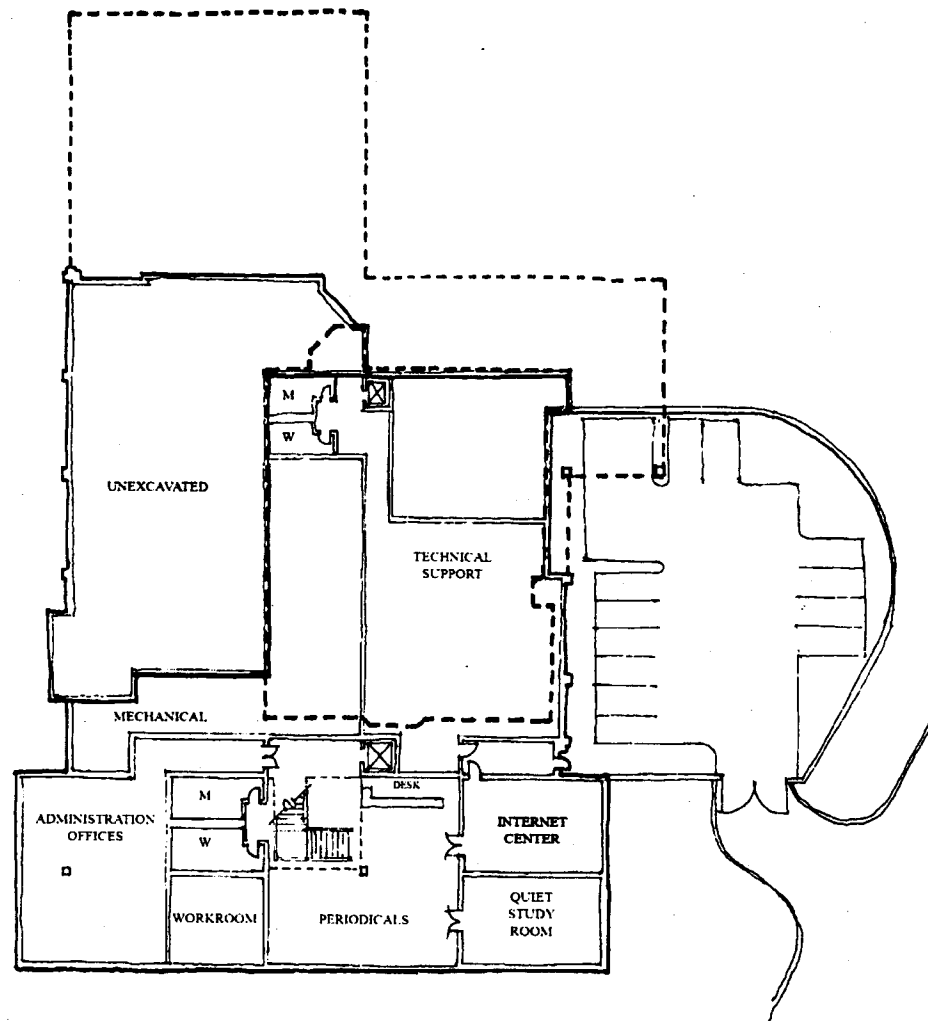 M
W
UNEXCAVATED
TECHNICAL
SUPPORT
MECHANICAL
DESK
M
ADMINISTRATION
OFFICES
W
INTERNET
CENTER
WORKROOM
PERIODICALS
QUIET
STUDY
ROOM